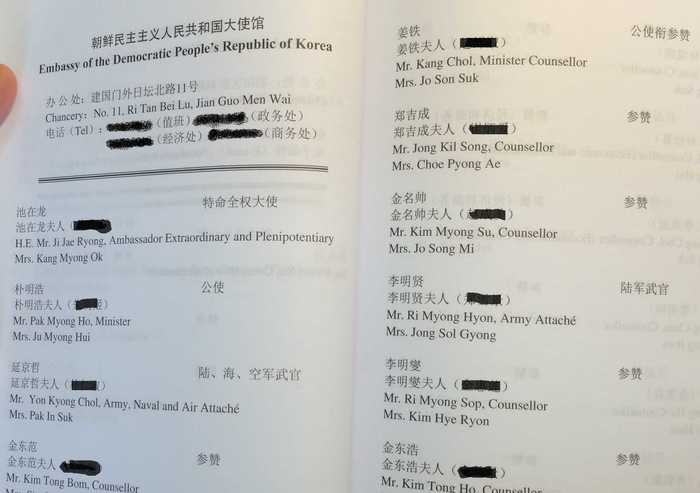 朝鲜民主主义人民共和国大使馆
Embassy of the Democratic People's Republic of Korea
办 公 处：建国门外日坛北路11号
Chancery: No. 11, Ri Tan Bei Lu, Jian Guo Men Wai
电话（Tel）： （值班） （政务处）
（经济处） （商务处）
池在龙 特命全权大使
池在龙夫人（
H.E. Mr. Ji Jae Ryong, Ambassador Extraordinary and Plenipotentiary
Mrs. Kang Myong Ok
朴明浩 公使
朴明浩夫人（ ）
Mr. Pak Myong Ho, Minister
Mrs. Ju Myong Hui
延京哲 陆、海、空军武官
延京哲夫人（ ）
Mr. Yon Kyong Chol, Army, Naval and Air Attaché
Mrs. Pak In Suk
金东范 参赞
金东范夫人 ）
Mr. Kim Tong Bom, Counsellor
姜铁 公使衔参赞
姜铁夫人（ ）
Mr. Kang Chol, Minister Counsellor
Mrs. Jo Son Suk
郑吉成 参赞
郑吉成夫人（ ）
Mr. Jong Kil Song, Counsellor
Mrs. Choe Pyong Ae
金名帅 参赞
金名帅夫人（ ）
Mr. Kim Myong Su, Counsellor
Mrs. Jo Song Mi
李明贤 陆军武官
李明贤夫人（ ）
Mr. Ri Myong Hyon, Army Attaché
Mrs. Jong Sol Gyong
李明燮 参赞
李明燮夫人（ ）
Mr. Ri Myong Sop, Counsellor
Mrs. Kim Hye Ryon
金东浩 参赞
金东浩夫人（ ）
Mr. Kim Tong Ho, Counsellor